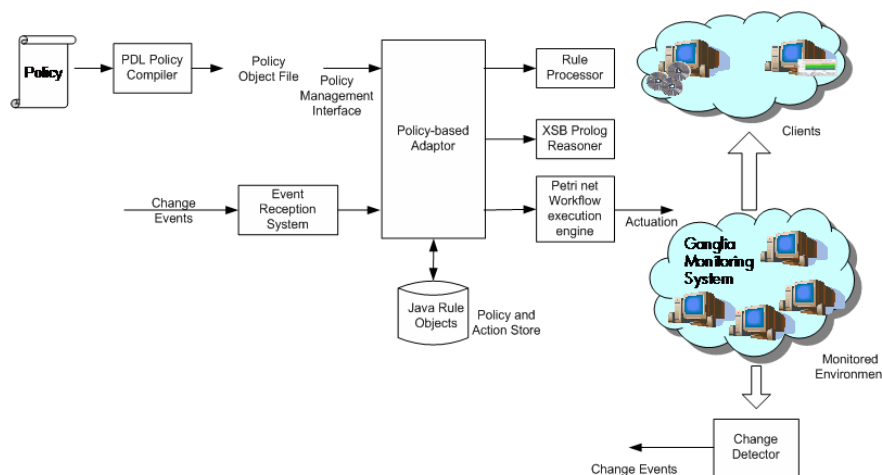 Policy
PDL Policy
Compiler
Policy
Object File
Policy
Management
Interface
Policy-based
Adaptor
Rule
Processor
XSB Prolog
Reasoner
Petri net
Workflow
execution
engine
Actuation
Clients
Change
Events
Event
Reception
System
Java Rule
Objects
Policy and
Action Store
Ganglia
Monitoring
System
Monitored
Environmen
Change
Detector
Change Events